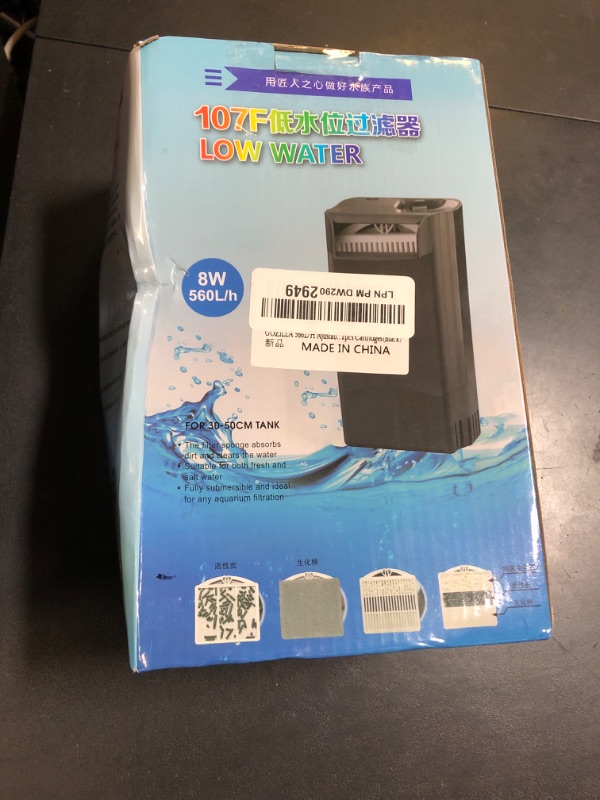 用匠人之心做好水族产品
107F低水位过滤器
LOW WATER
8W
560L/h
LPN PM DW290 2949
新品
MADE IN CHINA
FOR 30-50CM TANK
• The filter sponge absorbs
dirt and clears the water
• Suitable for both fresh and
salt water
• Fully submersible and ideal
for any aquarium filtration
活性炭
生化棉